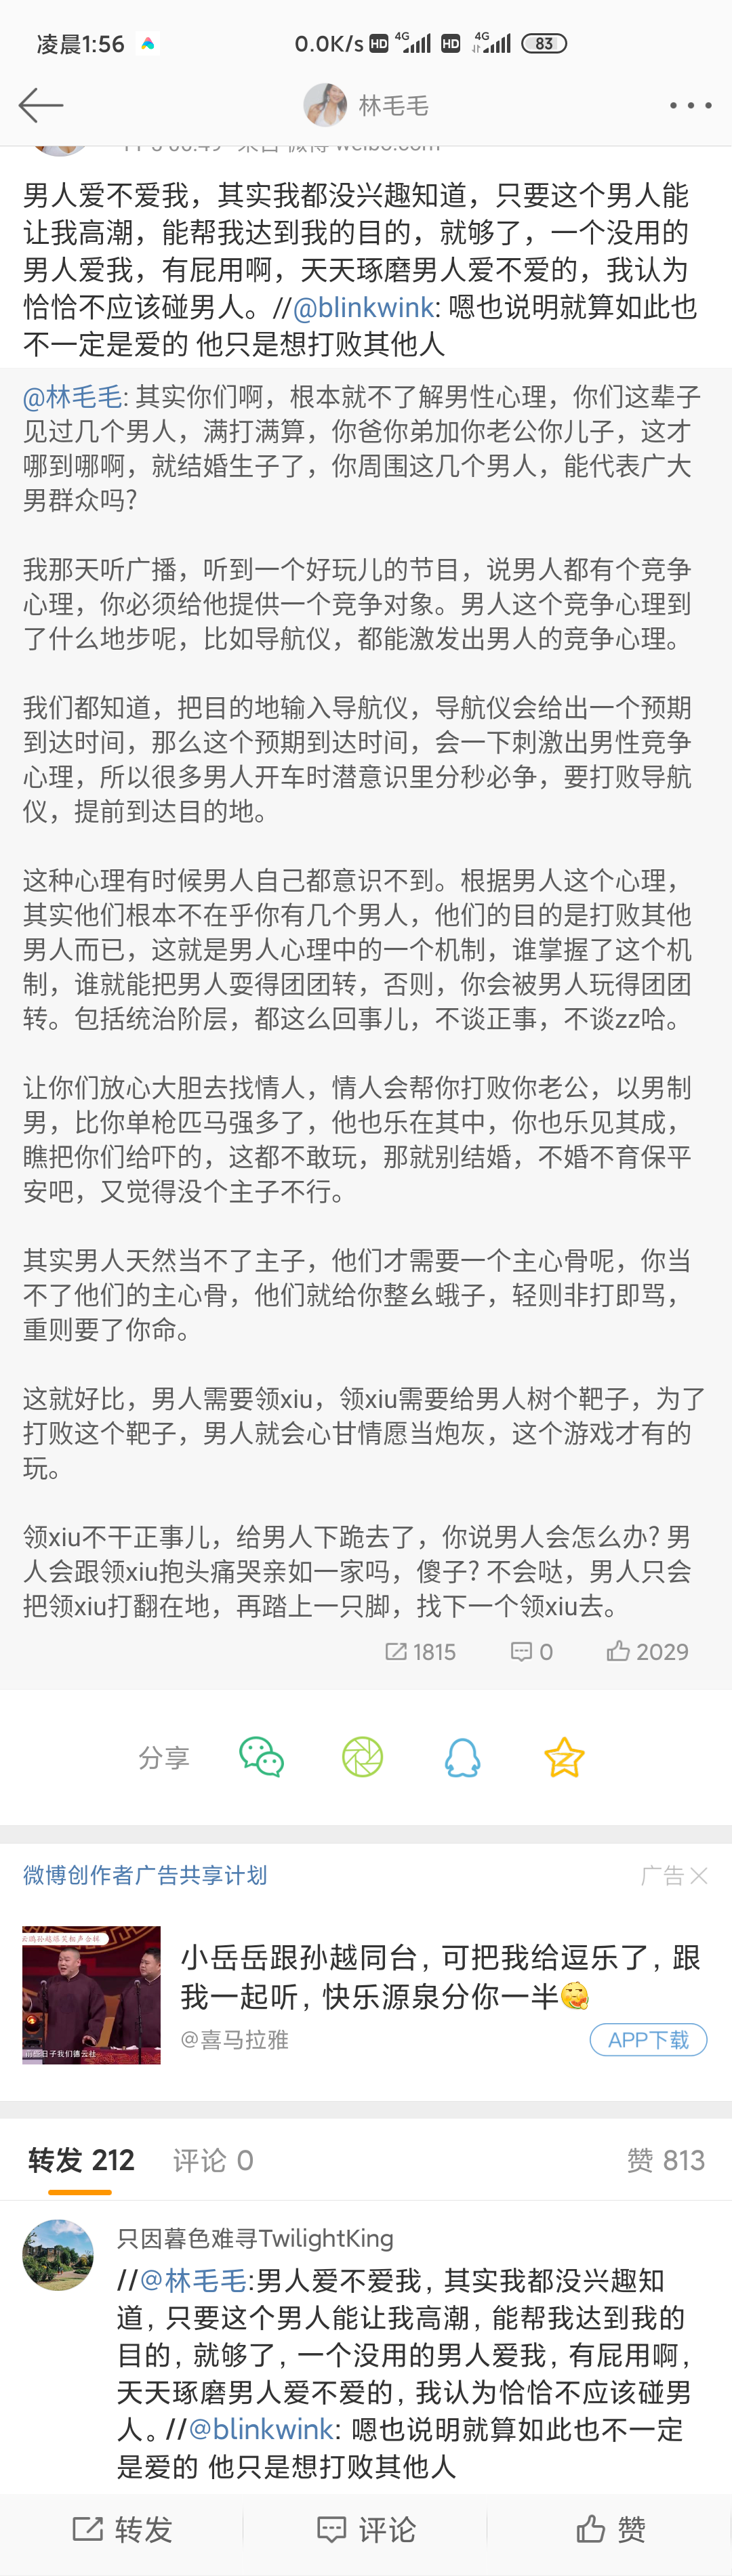 凌晨1:56
0.0K/s HD 4G HD 4G 83
林毛毛
男人爱不爱我，其实我都没兴趣知道，只要这个男人能
让我高潮，能帮我达到我的目的，就够了，一个没用的
男人爱我，有屁用啊，天天琢磨男人爱不爱的，我认为
恰恰不应该碰男人。//@blinkwink: 嗯也说明就算如此也
不一定是爱的 他只是想打败其他人
@林毛毛: 其实你们啊，根本就不了解男性心理，你们这辈子
见过几个男人，满打满算，你爸你弟加你老公你儿子，这才
哪到哪啊，就结婚生子了，你周围这几个男人，能代表广大
男群众吗？
我那天听广播，听到一个好玩儿的节目，说男人都有个竞争
心理，你必须给他提供一个竞争对象。男人这个竞争心理到
了什么地步呢，比如导航仪，都能激发出男人的竞争心理。
我们都知道，把目的地输入导航仪，导航仪会给出一个预期
到达时间，那么这个预期到达时间，会一下刺激出男性竞争
心理，所以很多男人开车时潜意识里分秒必争，要打败导航
仪，提前到达目的地。
这种心理有时候男人自己都意识不到。根据男人这个心理，
其实他们根本不在乎你有几个男人，他们的目的是打败其他
男人而已，这就是男人心理中的一个机制，谁掌握了这个机
制，谁就能把男人耍得团团转，否则，你会被男人玩得团团
转。包括统治阶层，都这么回事儿，不谈正事，不谈zz哈。
让你们放心大胆去找情人，情人会帮你打败你老公，以男制
男，比你单枪匹马强多了，他也乐在其中，你也乐见其成，
瞧把你们给吓的，这都不敢玩，那就别结婚，不婚不育保平
安吧，又觉得没个主子不行。
其实男人天然当不了主子，他们才需要一个主心骨呢，你当
不了他们的主心骨，他们就给你整幺蛾子，轻则非打即骂，
重则要了你命。
这就好比，男人需要领xiu，领xiu需要给男人树个靶子，为了
打败这个靶子，男人就会心甘情愿当炮灰，这个游戏才有的
玩。
领xiu不干正事儿，给男人下跪去了，你说男人会怎么办？男
人会跟领xiu抱头痛哭亲如一家吗，傻子？不会哒，男人只会
把领xiu打翻在地，再踏上一只脚，找下一个领xiu去。
1815 0 2029
分享
微博创作者广告共享计划
广告
小岳岳跟孙越同台，可把我给逗乐了，跟
我一起听，快乐源泉分你一半
@喜马拉雅
APP下载
转发 212 评论 0 赞 813
只因暮色难寻TwilightKing
//@林毛毛:男人爱不爱我，其实我都没兴趣知
道，只要这个男人能让我高潮，能帮我达到我的
目的，就够了，一个没用的男人爱我，有屁用啊，
天天琢磨男人爱不爱的，我认为恰恰不应该碰男
人。//@blinkwink: 嗯也说明就算如此也不一定
是爱的 他只是想打败其他人
转发 评论 赞